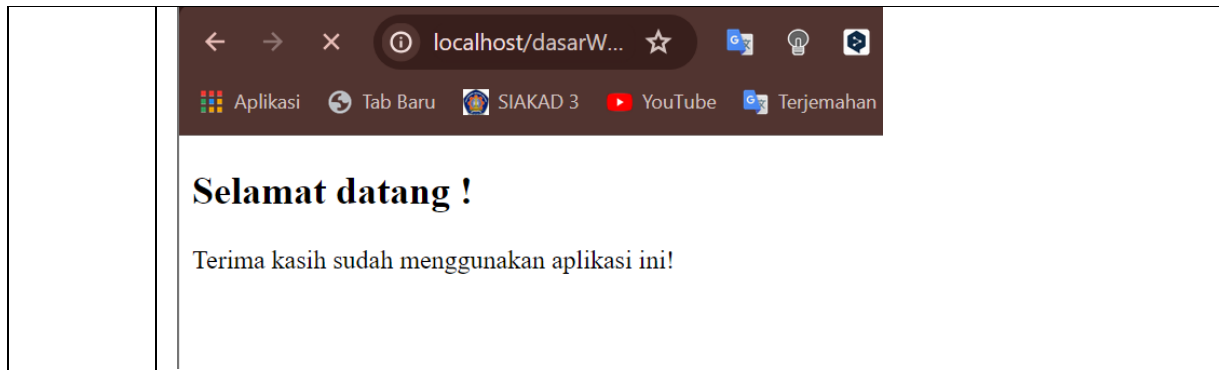 localhost/dasarW...
Aplikasi Tab Baru SIAKAD 3 YouTube Terjemahan
Selamat datang !
Terima kasih sudah menggunakan aplikasi ini!